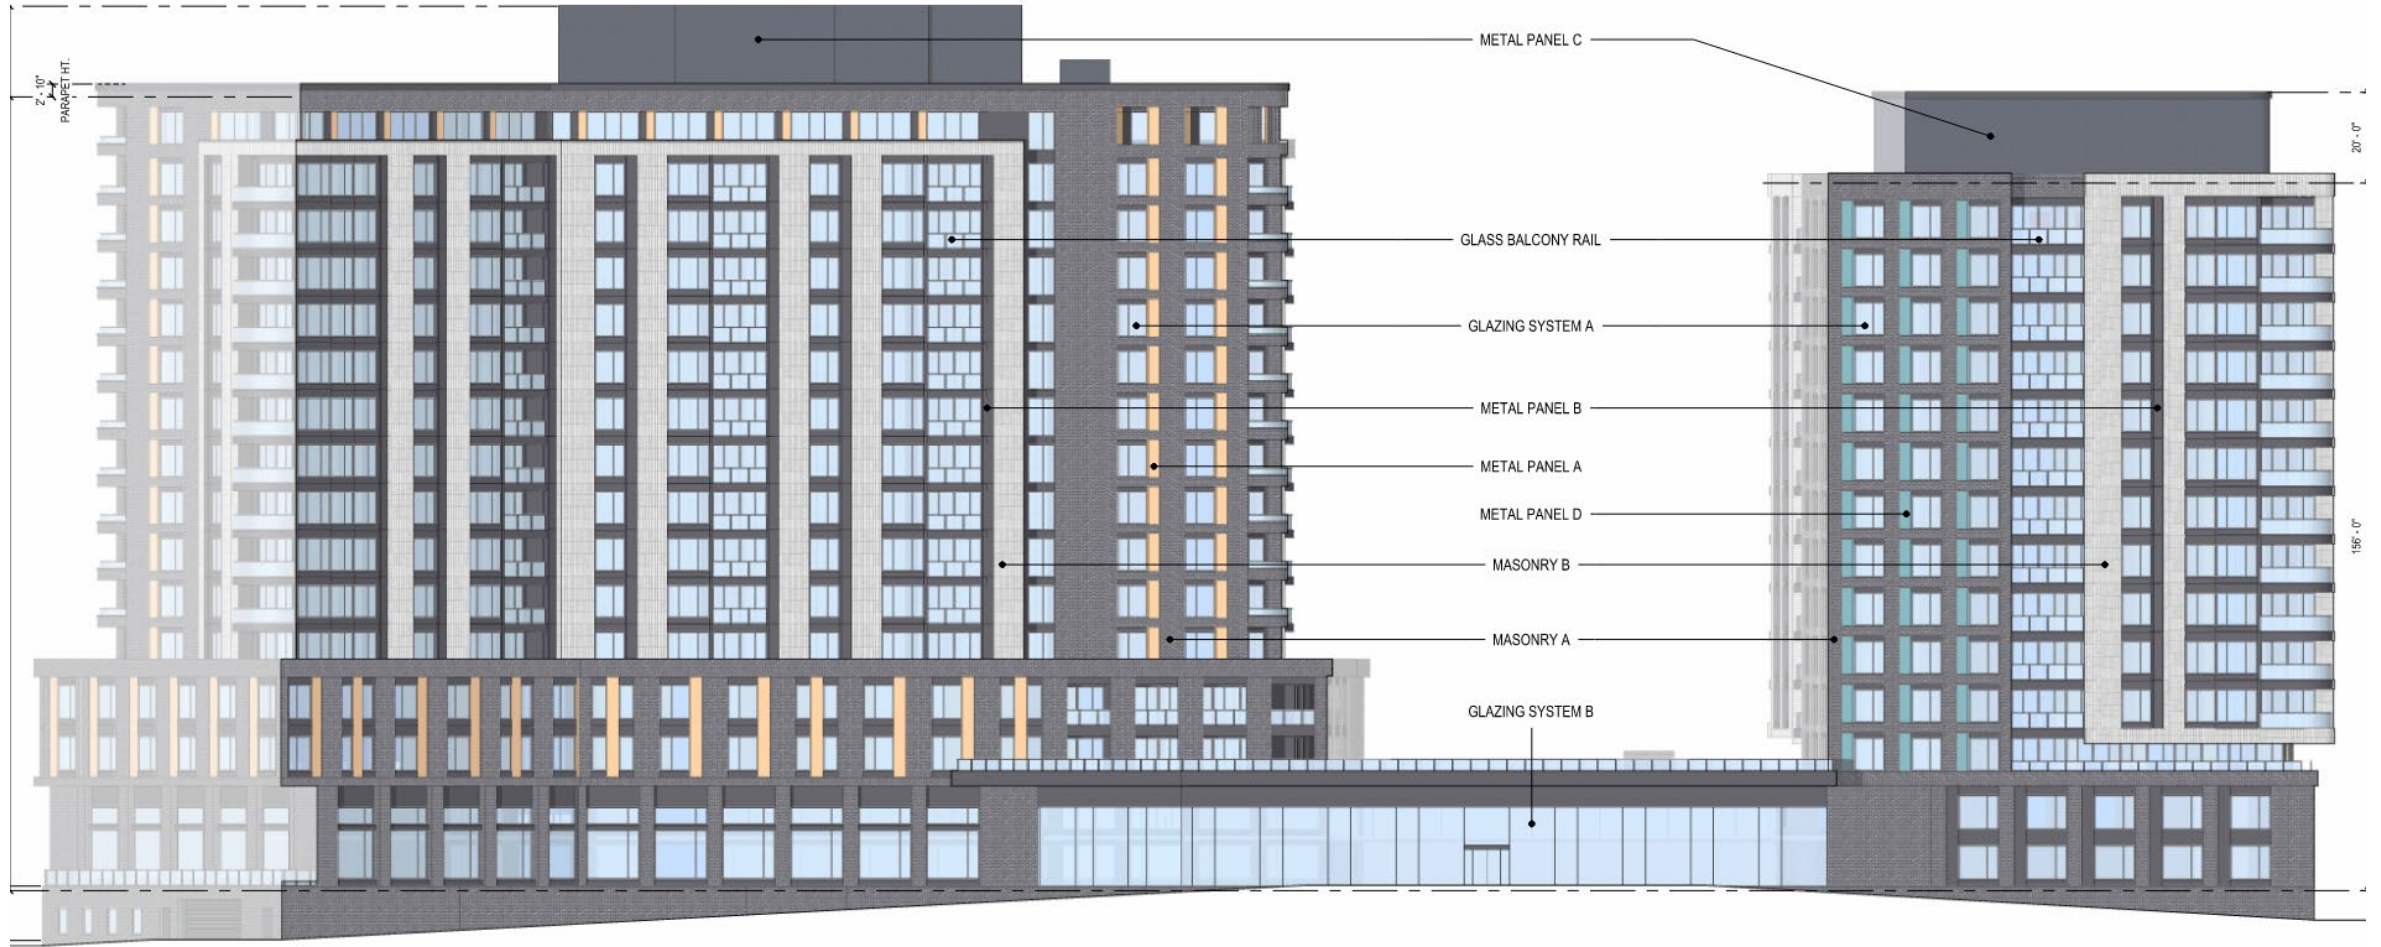 METAL PANEL C
2' - 10"
PARAPET HT.
20' - 0"
GLASS BALCONY RAIL
GLAZING SYSTEM A
METAL PANEL B
METAL PANEL A
METAL PANEL D
156' - 0"
MASONRY B
MASONRY A
GLAZING SYSTEM B